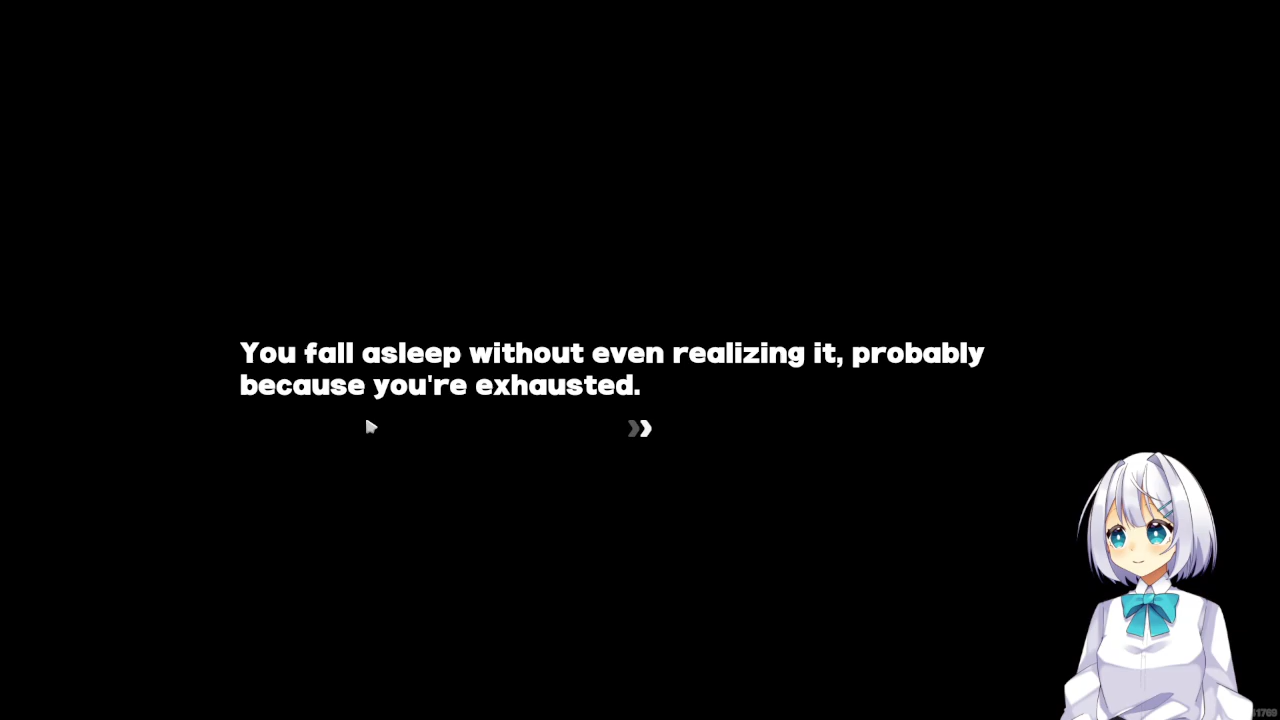 You fall asleep without even realizing it, probably
because you're exhausted.